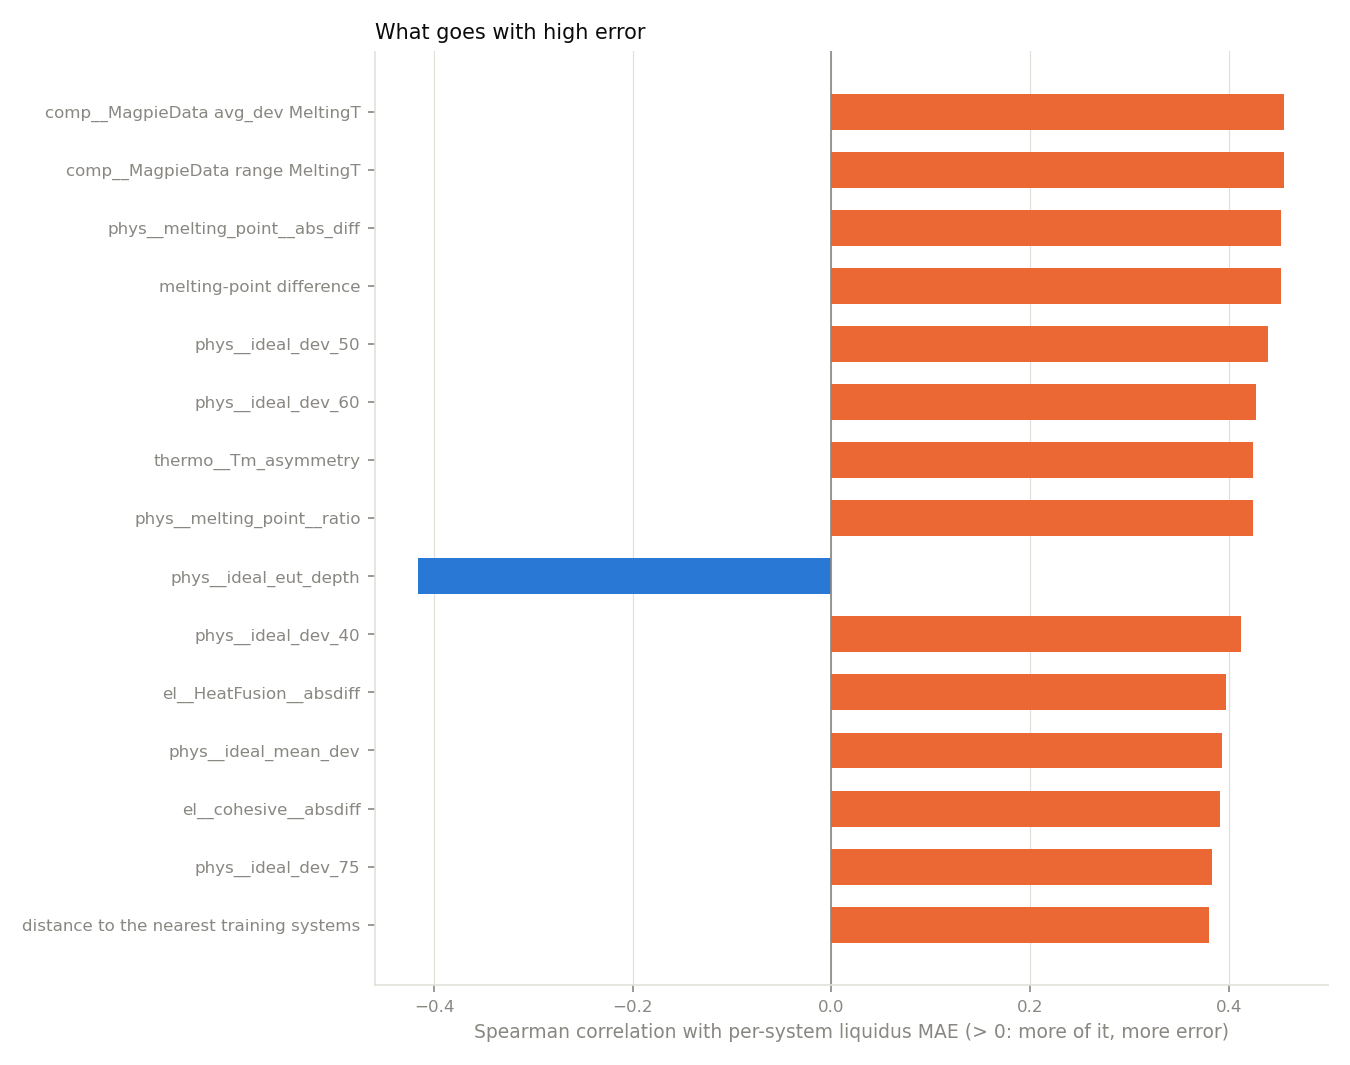 What goes with high error
comp__MagpieData avg_dev MeltingT
comp__MagpieData range MeltingT
phys__melting_point__abs_diff
melting-point difference
phys__ideal_dev_50
phys__ideal_dev_60
thermo__Tm_asymmetry
phys__melting_point__ratio
phys__ideal_eut_depth
phys__ideal_dev_40
el__HeatFusion__absdiff
phys__ideal_mean_dev
el__cohesive__absdiff
phys__ideal_dev_75
distance to the nearest training systems
−0.4 −0.2 0.0 0.2 0.4
Spearman correlation with per-system liquidus MAE (> 0: more of it, more error)